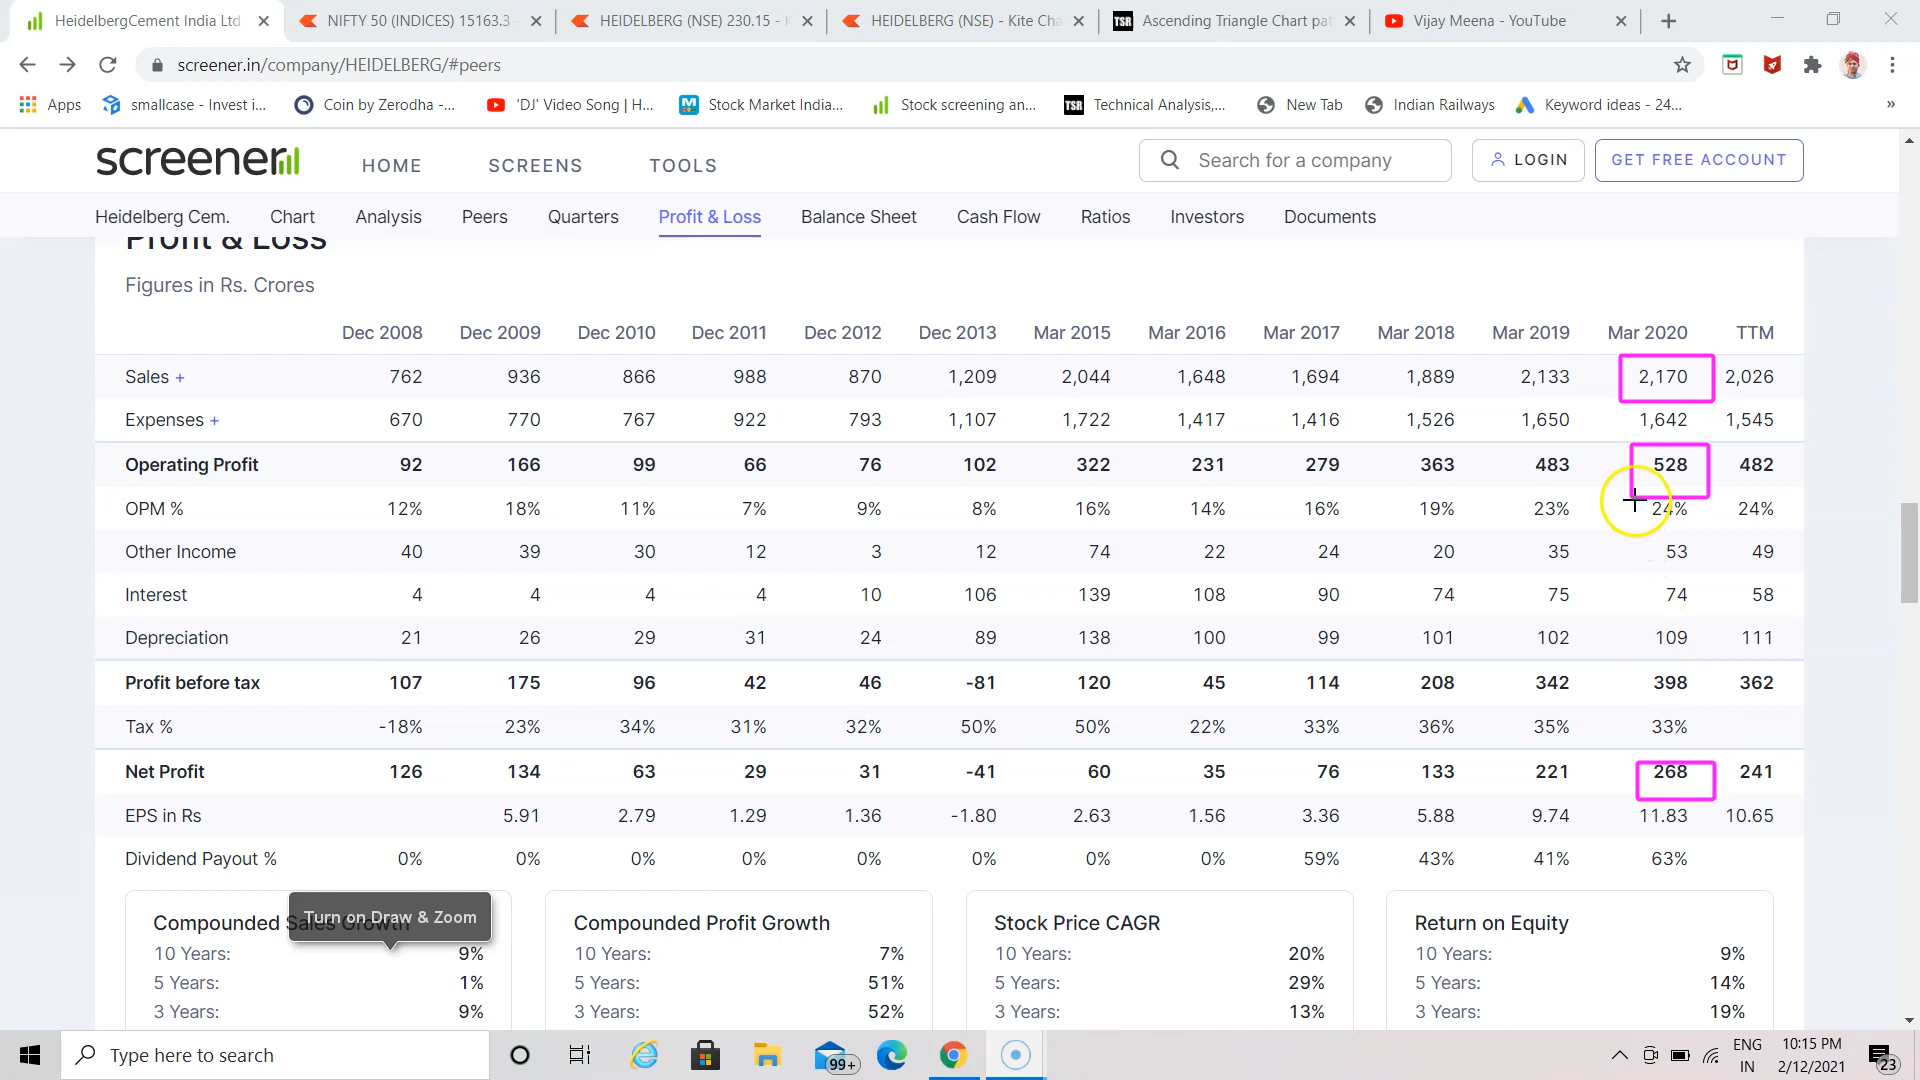 HeidelbergCement India Ltd
NIFTY 50 (INDICES) 15163.3
HEIDELBERG (NSE) 230.15 - K
HEIDELBERG (NSE) - Kite Cha
TSR Ascending Triangle Chart pat
Vijay Meena - YouTube
screener.in/company/HEIDELBERG/#peers
Apps
smallcase - Invest i...
Coin by Zerodha -...
'DJ' Video Song | H...
Stock Market India...
Stock screening an...
TSR Technical Analysis,...
New Tab
Indian Railways
Keyword ideas - 24...
»
screener
HOME
SCREENS
TOOLS
Search for a company
LOGIN
GET FREE ACCOUNT
Heidelberg Cem. Chart Analysis Peers Quarters Profit & Loss Balance Sheet Cash Flow Ratios Investors Documents
Profit & Loss
Figures in Rs. Crores
Dec 2008 Dec 2009 Dec 2010 Dec 2011 Dec 2012 Dec 2013 Mar 2015 Mar 2016 Mar 2017 Mar 2018 Mar 2019 Mar 2020 TTM
Sales + 762 936 866 988 870 1,209 2,044 1,648 1,694 1,889 2,133 2,170 2,026
Expenses + 670 770 767 922 793 1,107 1,722 1,417 1,416 1,526 1,650 1,642 1,545
Operating Profit 92 166 99 66 76 102 322 231 279 363 483 528 482
OPM % 12% 18% 11% 7% 9% 8% 16% 14% 16% 19% 23% 24% 24%
Other Income 40 39 30 12 3 12 74 22 24 20 35 53 49
Interest 4 4 4 4 10 106 139 108 90 74 75 74 58
Depreciation 21 26 29 31 24 89 138 100 99 101 102 109 111
Profit before tax 107 175 96 42 46 -81 120 45 114 208 342 398 362
Tax % -18% 23% 34% 31% 32% 50% 50% 22% 33% 36% 35% 33%
Net Profit 126 134 63 29 31 -41 60 35 76 133 221 268 241
EPS in Rs 5.91 2.79 1.29 1.36 -1.80 2.63 1.56 3.36 5.88 9.74 11.83 10.65
Dividend Payout % 0% 0% 0% 0% 0% 0% 0% 59% 43% 41% 63%
Turn on Draw & Zoom
Compounded Sales Growth
10 Years: 9%
5 Years: 1%
3 Years: 9%
Compounded Profit Growth
10 Years: 7%
5 Years: 51%
3 Years: 52%
Stock Price CAGR
10 Years: 20%
5 Years: 29%
3 Years: 13%
Return on Equity
10 Years: 9%
5 Years: 14%
3 Years: 19%
Type here to search
99+
ENG
IN
10:15 PM
2/12/2021
23